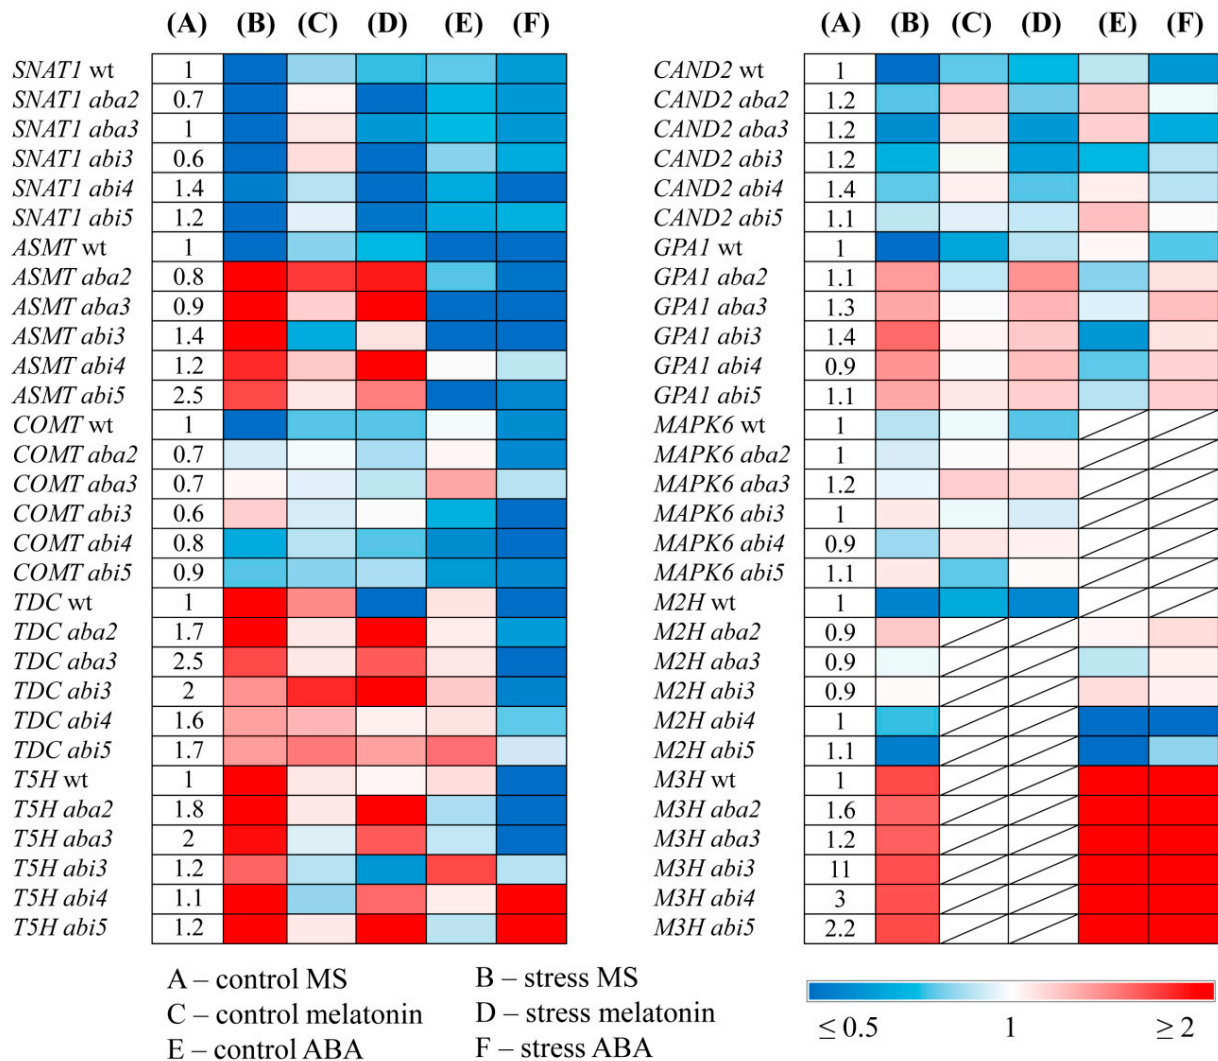 (A) (B) (C) (D) (E) (F) (A) (B) (C) (D) (E) (F)
SNAT1 wt 1 CAND2 wt 1
SNAT1 aba2 0.7 CAND2 aba2 1.2
SNAT1 aba3 1 CAND2 aba3 1.2
SNAT1 abi3 0.6 CAND2 abi3 1.2
SNAT1 abi4 1.4 CAND2 abi4 1.4
SNAT1 abi5 1.2 CAND2 abi5 1.1
ASMT wt 1 GPA1 wt 1
ASMT aba2 0.8 GPA1 aba2 1.1
ASMT aba3 0.9 GPA1 aba3 1.3
ASMT abi3 1.4 GPA1 abi3 1.4
ASMT abi4 1.2 GPA1 abi4 0.9
ASMT abi5 2.5 GPA1 abi5 1.1
COMT wt 1 MAPK6 wt 1
COMT aba2 0.7 MAPK6 aba2 1
COMT aba3 0.7 MAPK6 aba3 1.2
COMT abi3 0.6 MAPK6 abi3 1
COMT abi4 0.8 MAPK6 abi4 0.9
COMT abi5 0.9 MAPK6 abi5 1.1
TDC wt 1 M2H wt 1
TDC aba2 1.7 M2H aba2 0.9
TDC aba3 2.5 M2H aba3 0.9
TDC abi3 2 M2H abi3 0.9
TDC abi4 1.6 M2H abi4 1
TDC abi5 1.7 M2H abi5 1.1
T5H wt 1 M3H wt 1
T5H aba2 1.8 M3H aba2 1.6
T5H aba3 2 M3H aba3 1.2
T5H abi3 1.2 M3H abi3 11
T5H abi4 1.1 M3H abi4 3
T5H abi5 1.2 M3H abi5 2.2
A – control MS B – stress MS
C – control melatonin D – stress melatonin
E – control ABA F – stress ABA
≤ 0.5 1 ≥ 2